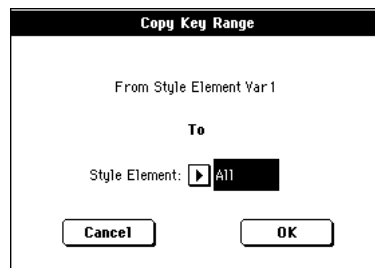 Copy Key Range
From Style Element Var1
To
Style Element: All
Cancel OK